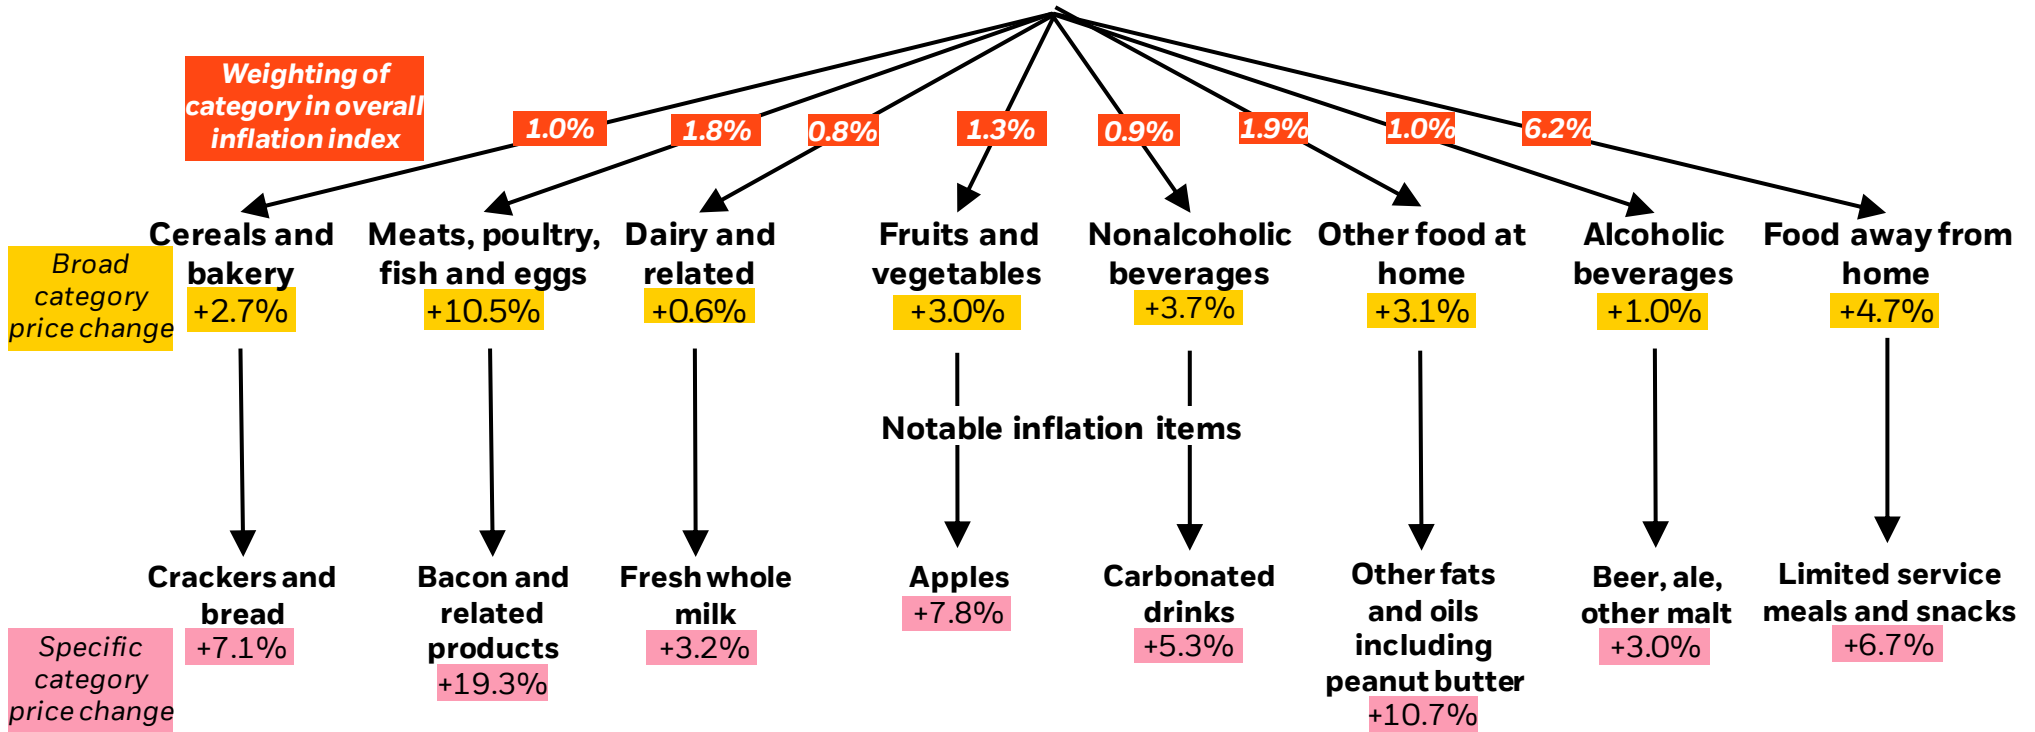 Weighting of
category in overall
inflation index
1.0%
1.8%
0.8%
1.3%
0.9%
1.9%
1.0%
6.2%
Broad
category
price change
Cereals and
bakery
+2.7%
Meats, poultry,
fish and eggs
+10.5%
Dairy and
related
+0.6%
Fruits and
vegetables
+3.0%
Nonalcoholic
beverages
+3.7%
Other food at
home
+3.1%
Alcoholic
beverages
+1.0%
Food away from
home
+4.7%
Notable inflation items
Specific
category
price change
Crackers and
bread
+7.1%
Bacon and
related
products
+19.3%
Fresh whole
milk
+3.2%
Apples
+7.8%
Carbonated
drinks
+5.3%
Other fats
and oils
including
peanut butter
+10.7%
Beer, ale,
other malt
+3.0%
Limited service
meals and snacks
+6.7%